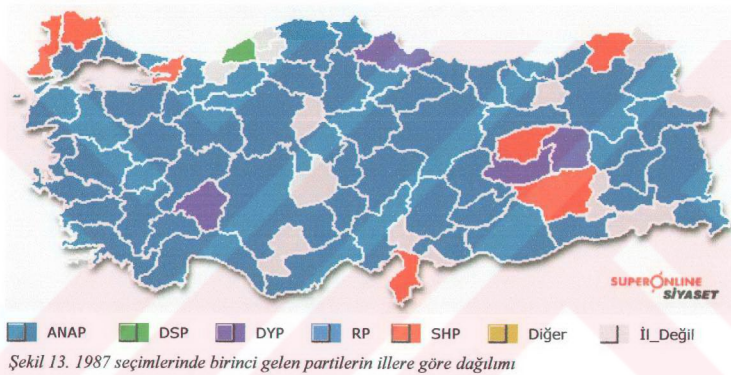 SUPERONLINE
SİYASET
ANAP DSP DYP RP SHP Diğer İl_Değil
Şekil 13. 1987 seçimlerinde birinci gelen partilerin illere göre dağılımı